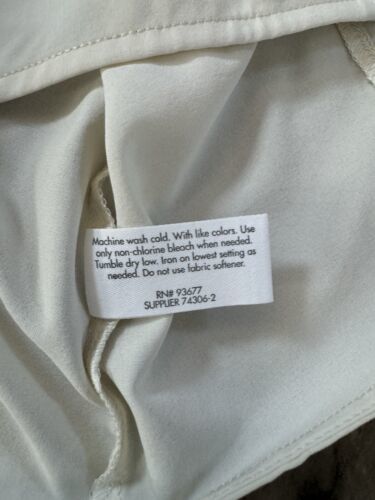 Machine wash cold. With like colors. Use
only non-chlorine bleach when needed.
Tumble dry low. Iron on lowest setting as
needed. Do not use fabric softener.
RN# 93677
SUPPLIER 74306-2